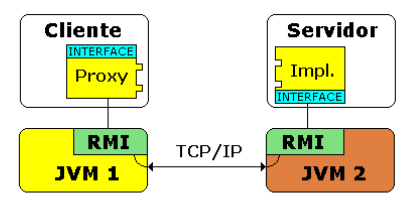 Cliente
INTERFACE
Proxy
RMI
JVM 1
TCP/IP
Servidor
Impl.
INTERFACE
RMI
JVM 2